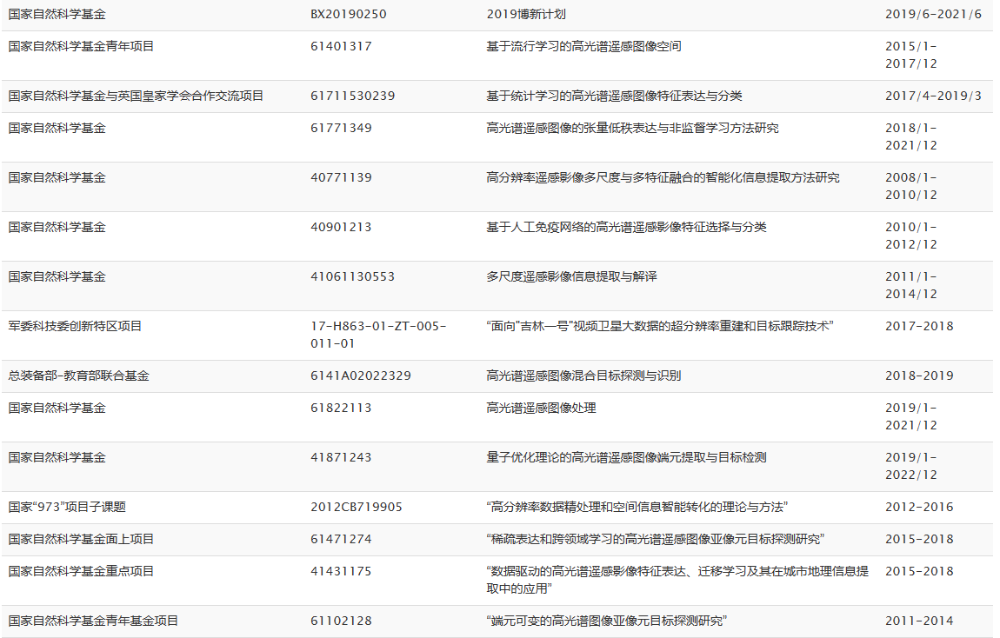 国家自然科学基金 BX20190250 2019博新计划 2019/6-2021/6
国家自然科学基金青年项目 61401317 基于流行学习的高光谱遥感图像空间 2015/1-
2017/12
国家自然科学基金与英国皇家学会合作交流项目 61711530239 基于统计学习的高光谱遥感图像特征表达与分类 2017/4-2019/3
国家自然科学基金 61771349 高光谱遥感图像的张量低秩表达与非监督学习方法研究 2018/1-
2021/12
国家自然科学基金 40771139 高分辨率遥感影像多尺度与多特征融合的智能化信息提取方法研究 2008/1-
2010/12
国家自然科学基金 40901213 基于人工免疫网络的高光谱遥感影像特征选择与分类 2010/1-
2012/12
国家自然科学基金 41061130553 多尺度遥感影像信息提取与解译 2011/1-
2014/12
军委科技委创新特区项目 17-H863-01-ZT-005- “面向"吉林一号"视频卫星大数据的超分辨率重建和目标跟踪技术” 2017-2018
011-01
总装备部-教育部联合基金 6141A02022329 高光谱遥感图像混合目标探测与识别 2018-2019
国家自然科学基金 61822113 高光谱遥感图像处理 2019/1-
2021/12
国家自然科学基金 41871243 量子优化理论的高光谱遥感图像端元提取与目标检测 2019/1-
2022/12
国家“973”项目子课题 2012CB719905 “高分辨率数据精处理和空间信息智能转化的理论与方法” 2012-2016
国家自然科学基金面上项目 61471274 “稀疏表达和跨领域学习的高光谱遥感图像亚像元目标探测研究” 2015-2018
国家自然科学基金重点项目 41431175 “数据驱动的高光谱遥感影像特征表达、迁移学习及其在城市地理信息提 2015-2018
取中的应用”
国家自然科学基金青年基金项目 61102128 “端元可变的高光谱图像亚像元目标探测研究” 2011-2014